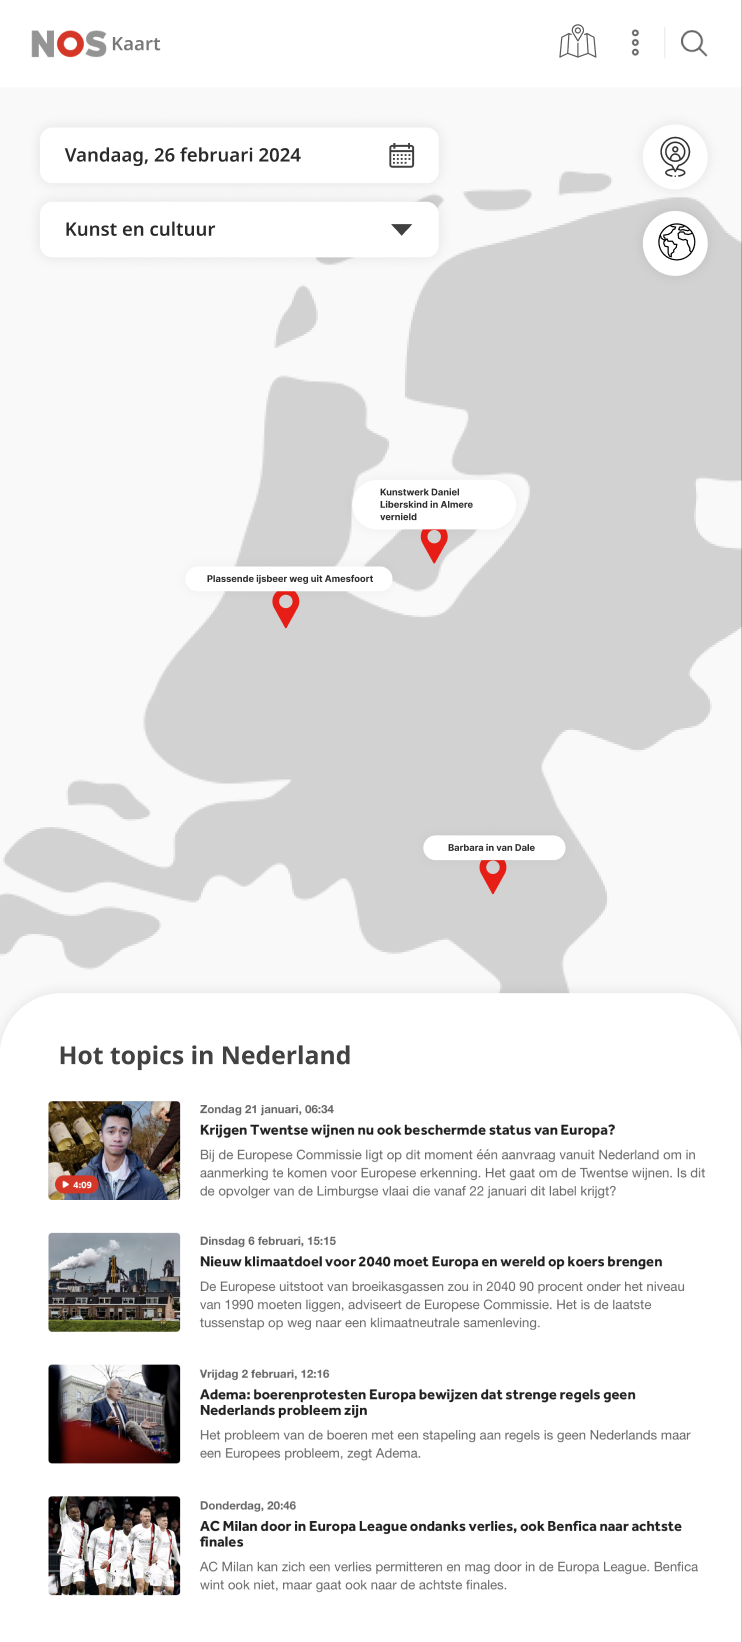 NOS Kaart
Vandaag, 26 februari 2024
Kunst en cultuur
Kunstwerk Daniel
Liberskind in Almere
vernield
Plassende ijsbeer weg uit Amesfoort
Barbara in van Dale
Hot topics in Nederland
Zondag 21 januari, 06:34
Krijgen Twentse wijnen nu ook beschermde status van Europa?
Bij de Europese Commissie ligt op dit moment één aanvraag vanuit Nederland om in
aanmerking te komen voor Europese erkenning. Het gaat om de Twentse wijnen. Is dit
de opvolger van de Limburgse vlaai die vanaf 22 januari dit label krijgt?
4:09
Dinsdag 6 februari, 15:15
Nieuw klimaatdoel voor 2040 moet Europa en wereld op koers brengen
De Europese uitstoot van broeikasgassen zou in 2040 90 procent onder het niveau
van 1990 moeten liggen, adviseert de Europese Commissie. Het is de laatste
tussenstap op weg naar een klimaatneutrale samenleving.
Vrijdag 2 februari, 12:16
Adema: boerenprotesten Europa bewijzen dat strenge regels geen
Nederlands probleem zijn
Het probleem van de boeren met een stapeling aan regels is geen Nederlands maar
een Europees probleem, zegt Adema.
Donderdag, 20:46
AC Milan door in Europa League ondanks verlies, ook Benfica naar achtste
finales
AC Milan kan zich een verlies permitteren en mag door in de Europa League. Benfica
wint ook niet, maar gaat ook naar de achtste finales.